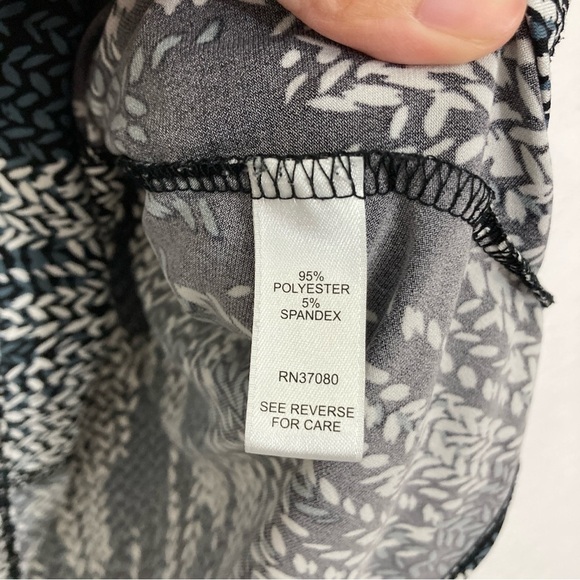 95%
POLYESTER
5%
SPANDEX
RN37080
SEE REVERSE
FOR CARE